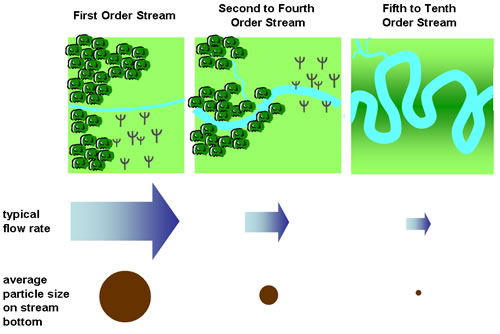 First Order Stream
Second to Fourth
Order Stream
Fifth to Tenth
Order Stream
typical
flow rate
average
particle size
on stream
bottom